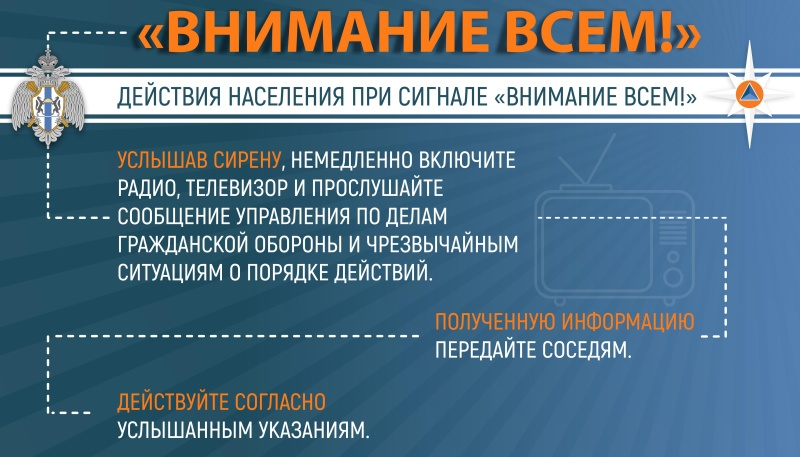 «ВНИМАНИЕ ВСЕМ!»
ДЕЙСТВИЯ НАСЕЛЕНИЯ ПРИ СИГНАЛЕ «ВНИМАНИЕ ВСЕМ!»
УСЛЫШАВ СИРЕНУ, НЕМЕДЛЕННО ВКЛЮЧИТЕ
РАДИО, ТЕЛЕВИЗОР И ПРОСЛУШАЙТЕ
СООБЩЕНИЕ УПРАВЛЕНИЯ ПО ДЕЛАМ
ГРАЖДАНСКОЙ ОБОРОНЫ И ЧРЕЗВЫЧАЙНЫМ
СИТУАЦИЯМ О ПОРЯДКЕ ДЕЙСТВИЙ.
ПОЛУЧЕННУЮ ИНФОРМАЦИЮ
ПЕРЕДАЙТЕ СОСЕДЯМ.
ДЕЙСТВУЙТЕ СОГЛАСНО
УСЛЫШАННЫМ УКАЗАНИЯМ.